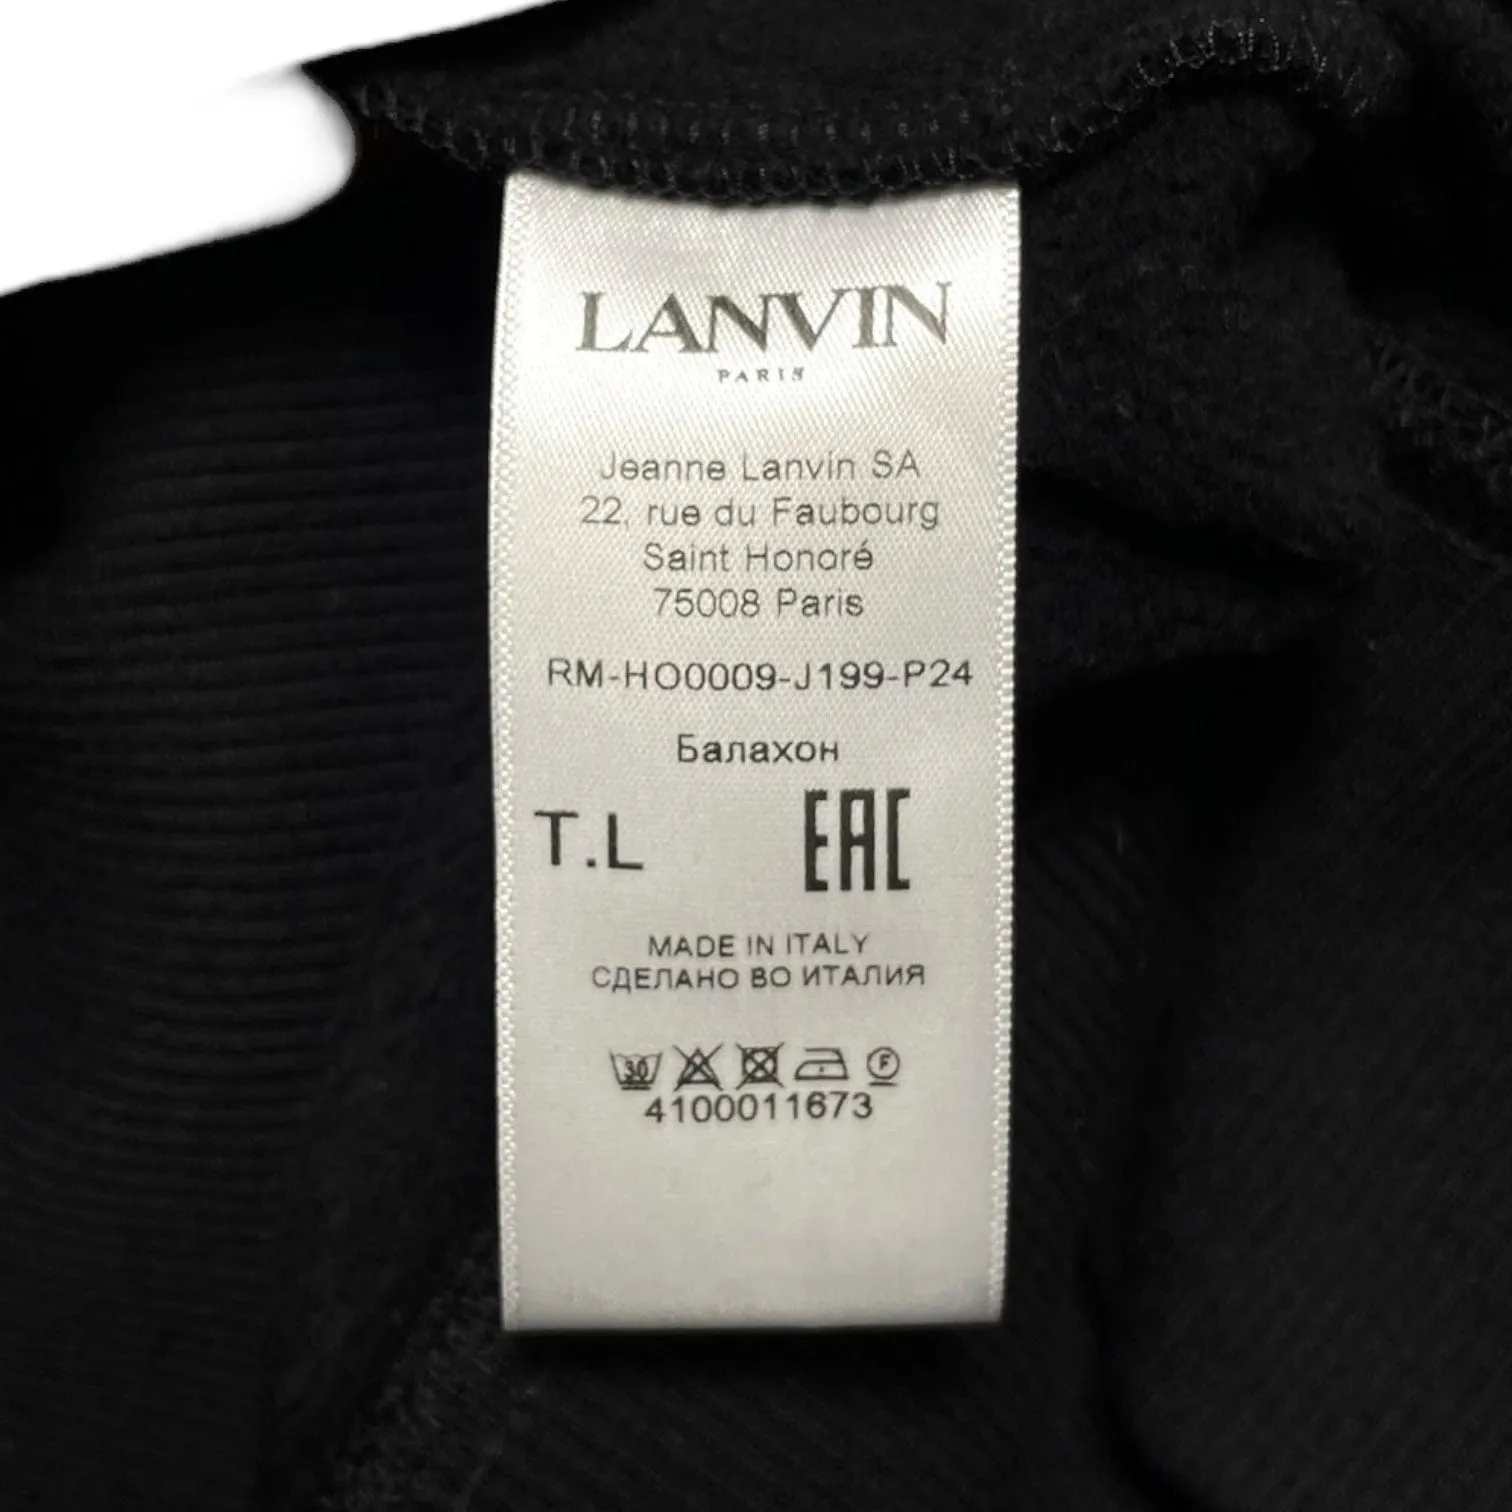 LANVIN
PARIS
Jeanne Lanvin SA
22, rue du Faubourg
Saint Honoré
75008 Paris
RM-HO0009-J199-P24
Балахон
T.L EAC
MADE IN ITALY
СДЕЛАНО ВО ИТАЛИЯ
30 F
4100011673